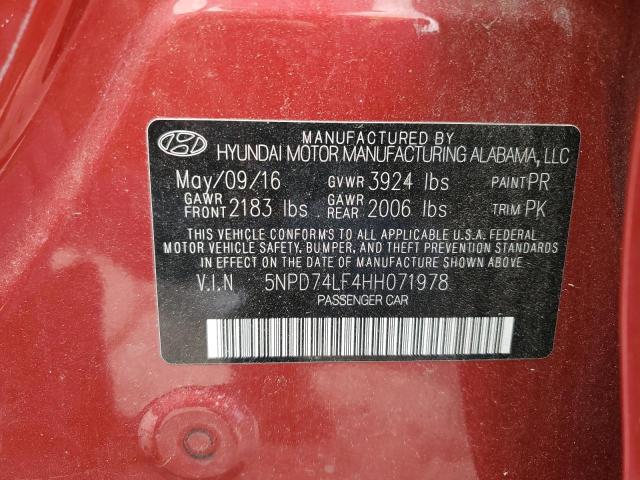 MANUFACTURED BY
HYUNDAI MOTOR MANUFACTURING ALABAMA, LLC
May/09/16 GVWR 3924 lbs PAINT PR
GAWR FRONT 2183 lbs GAWR REAR 2006 lbs TRIM PK
THIS VEHICLE CONFORMS TO ALL APPLICABLE U.S.A. FEDERAL
MOTOR VEHICLE SAFETY, BUMPER, AND THEFT PREVENTION
STANDARDS IN EFFECT ON THE DATE OF MANUFACTURE SHOWN ABOVE.
V.I.N 5NPD74LF4HH071978
PASSENGER CAR